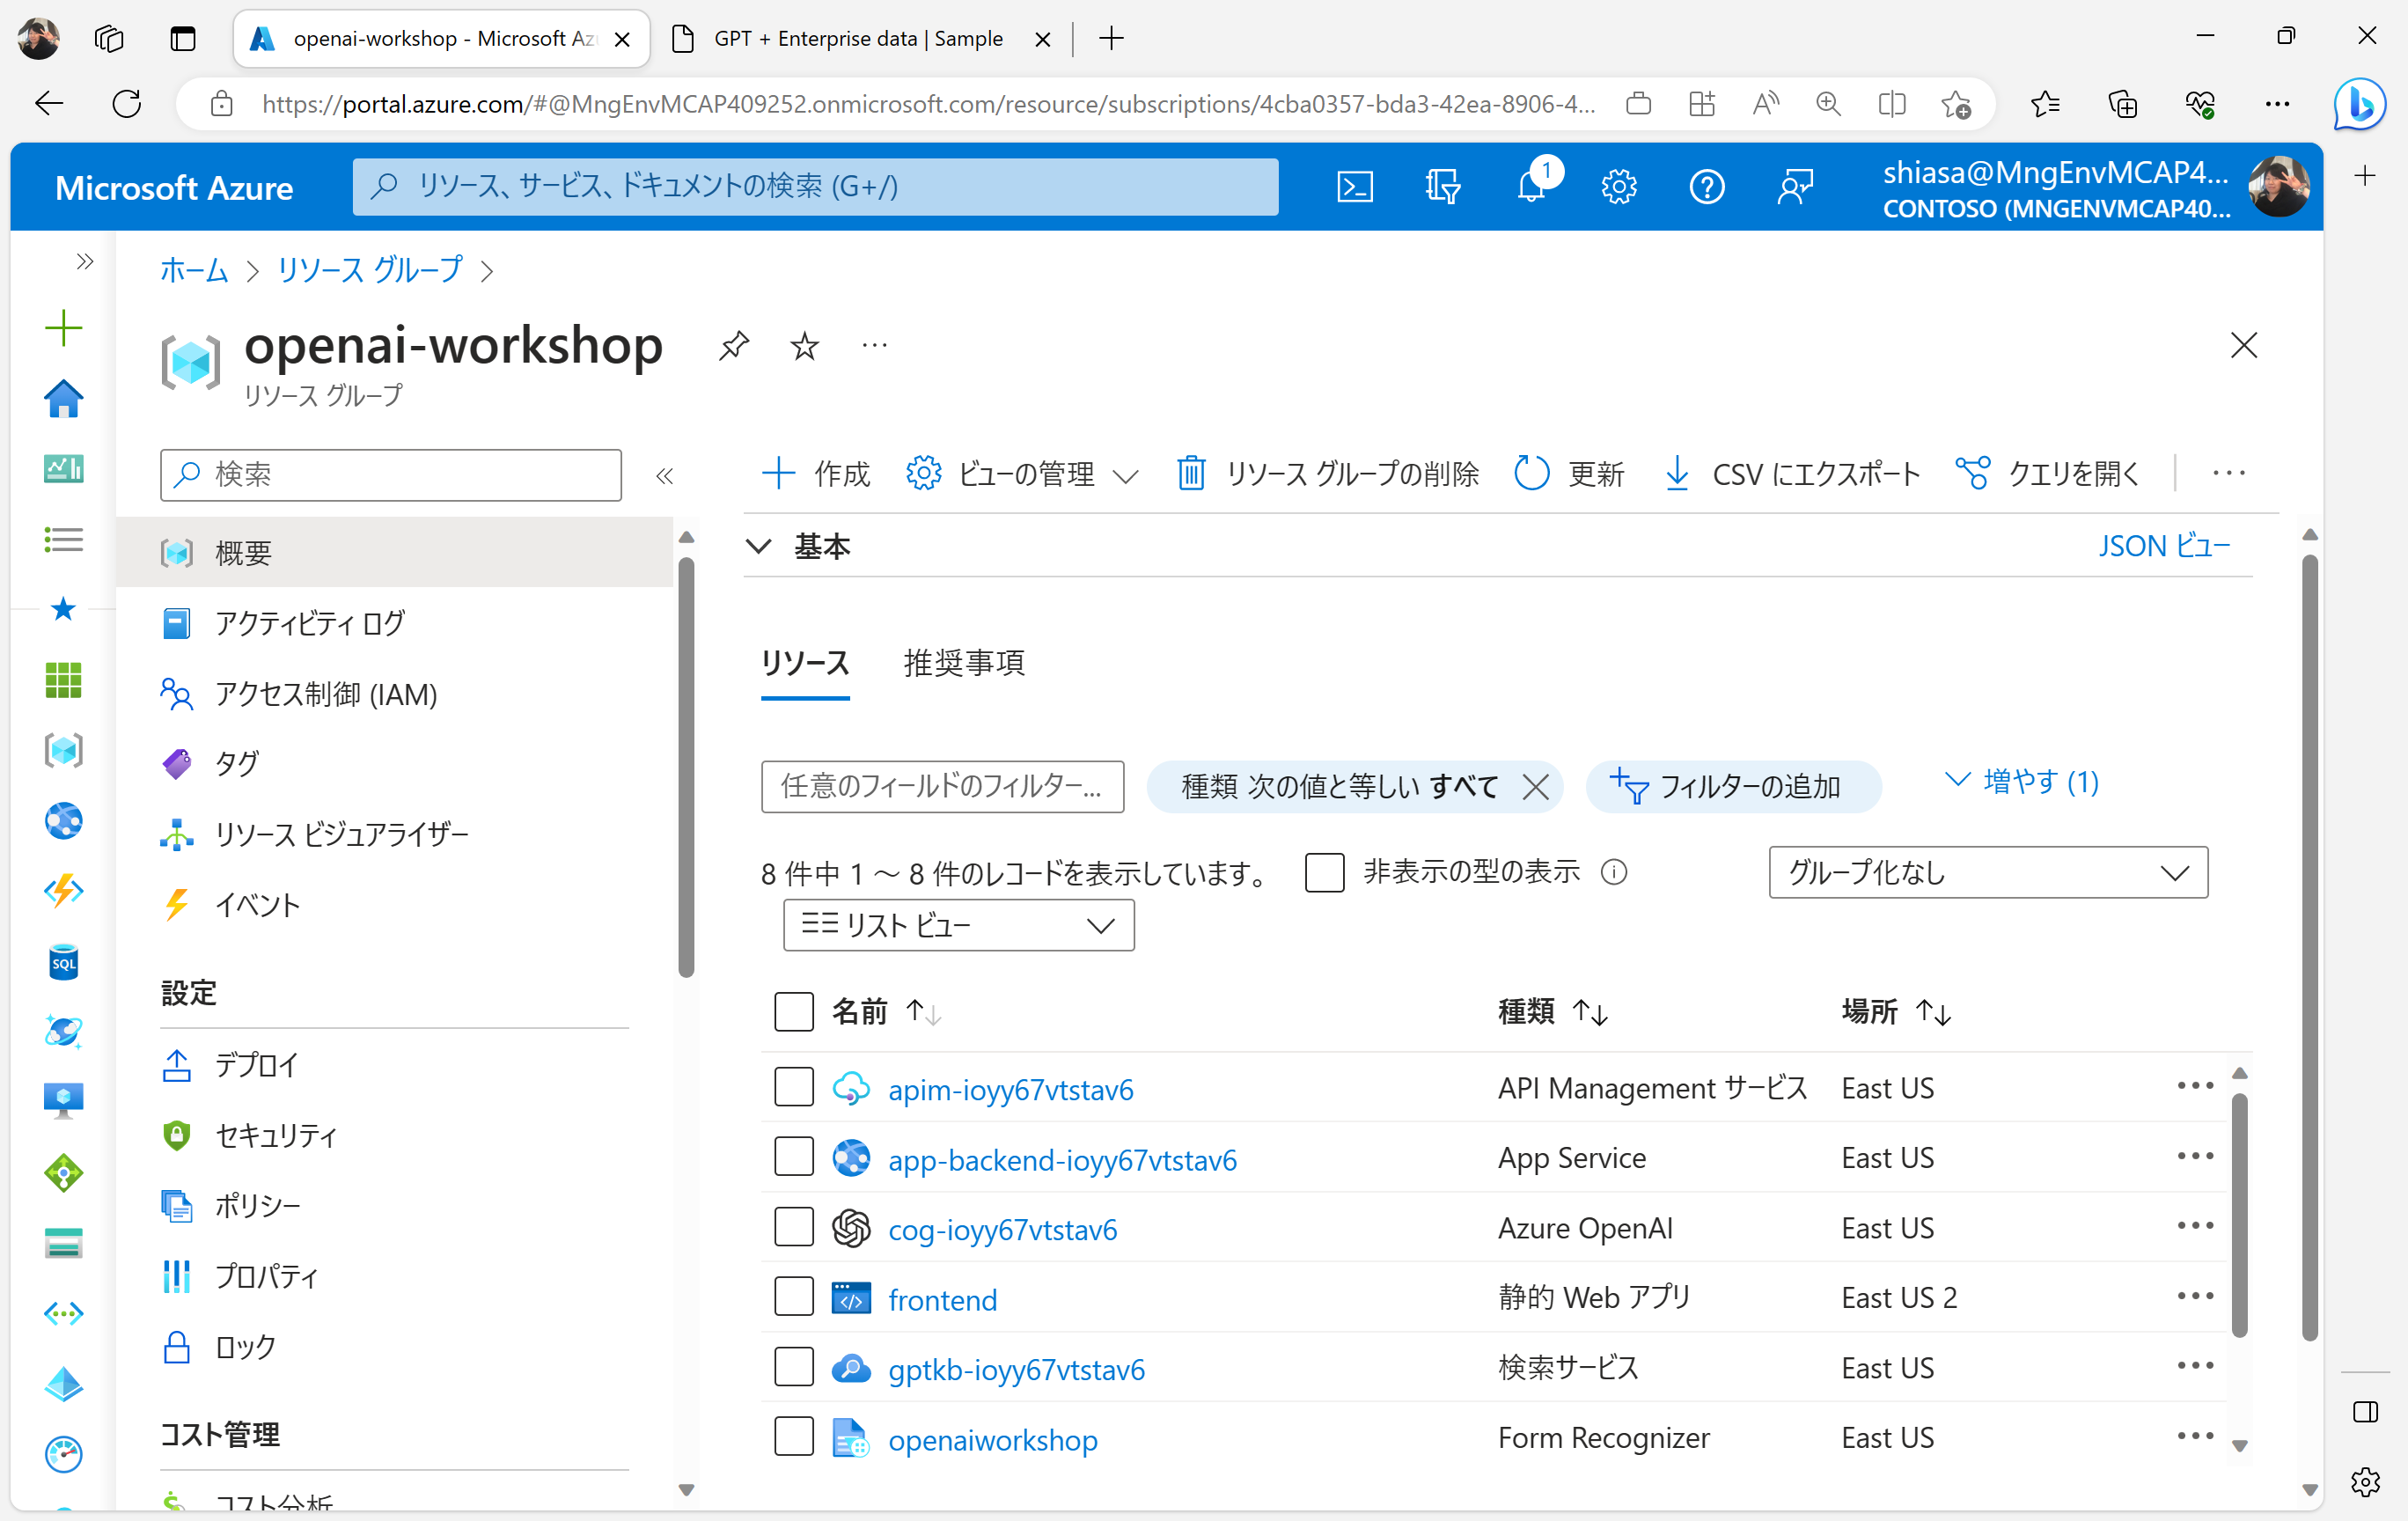 openai-workshop - Microsoft Az
GPT + Enterprise data | Sample
https://portal.azure.com/#@MngEnvMCAP409252.onmicrosoft.com/resource/subscriptions/4cba0357-bda3-42ea-8906-4...
Microsoft Azure
リソース、サービス、ドキュメントの検索 (G+/)
1
shiasa@MngEnvMCAP4...
CONTOSO (MNGENVMCAP40...
ホーム > リソース グループ >
openai-workshop
リソース グループ
検索
概要
アクティビティ ログ
アクセス制御 (IAM)
タグ
リソース ビジュアライザー
イベント
設定
デプロイ
セキュリティ
ポリシー
プロパティ
ロック
コスト管理
コスト分析
SQL
作成
ビューの管理
リソース グループの削除
更新
CSV にエクスポート
クエリを開く
基本
JSON ビュー
リソース
推奨事項
任意のフィールドのフィルター...
種類 次の値と等しい すべて
フィルターの追加
増やす (1)
8 件中 1 ～ 8 件のレコードを表示しています。
非表示の型の表示
グループ化なし
リスト ビュー
名前 種類 場所
apim-ioyy67vtstav6 API Management サービス East US
app-backend-ioyy67vtstav6 App Service East US
cog-ioyy67vtstav6 Azure OpenAI East US
frontend 静的 Web アプリ East US 2
gptkb-ioyy67vtstav6 検索サービス East US
openaiworkshop Form Recognizer East US